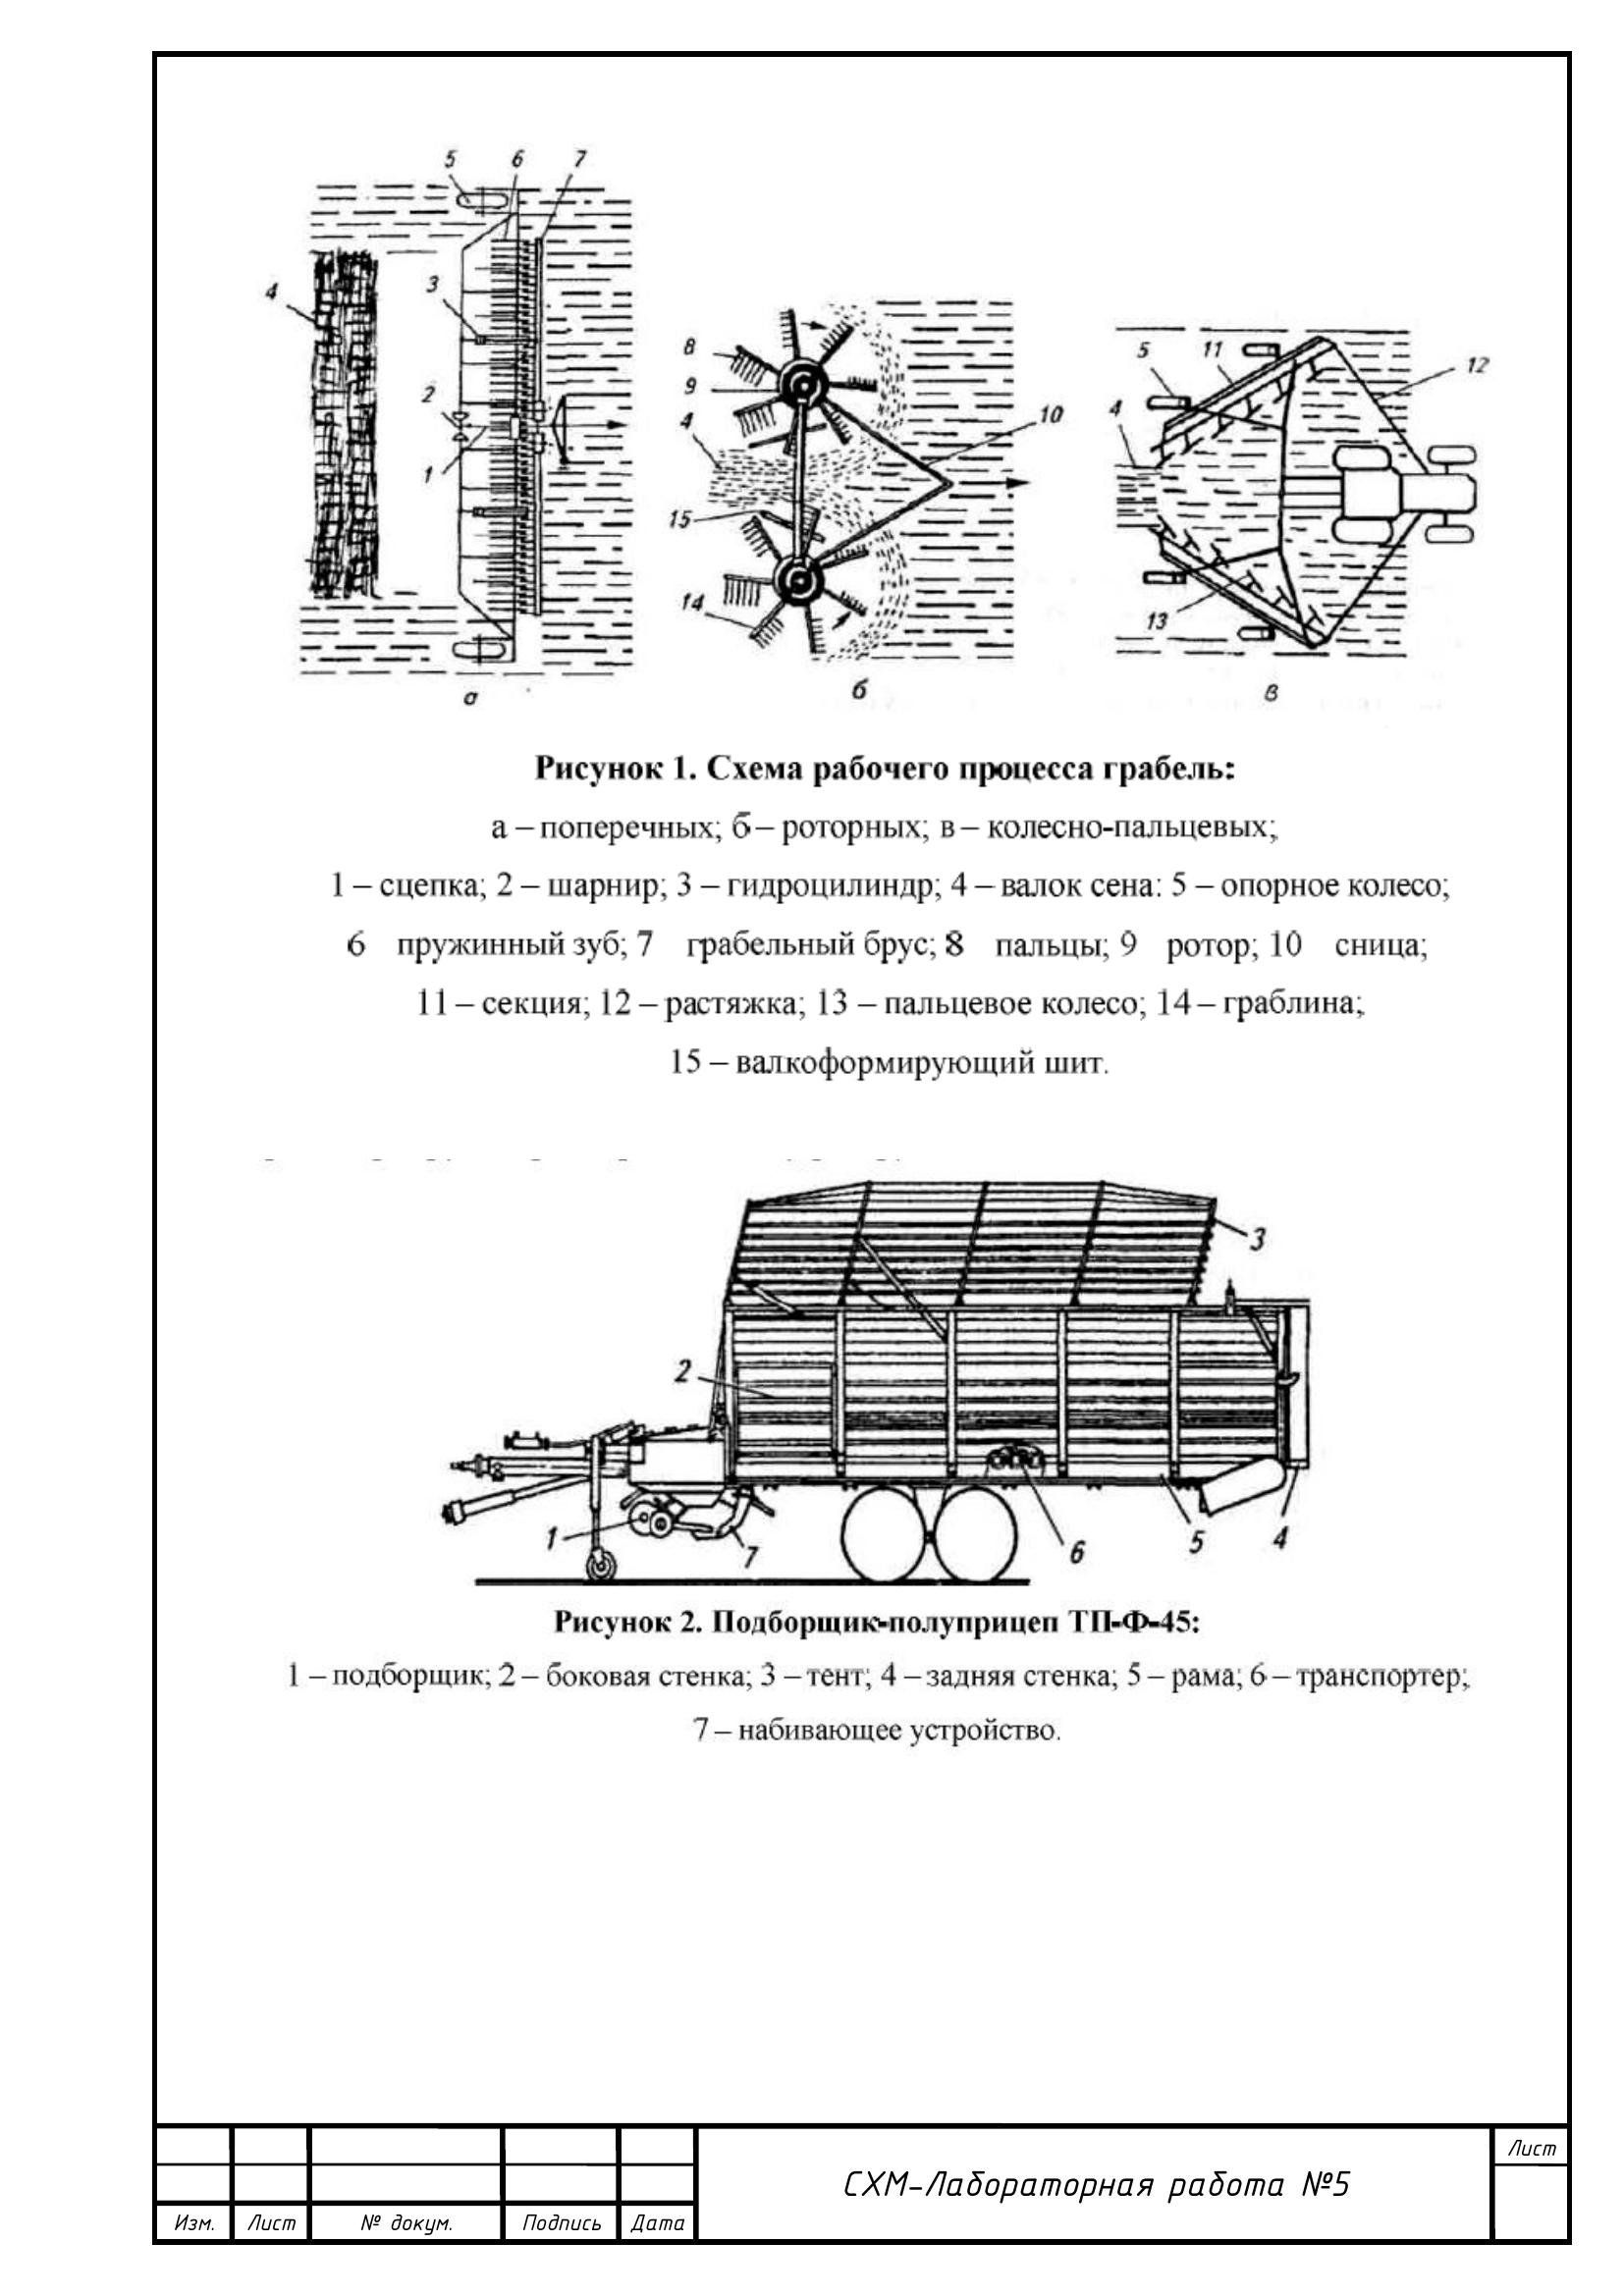 5 6 7
3
4
2
1
а
8
9
4
10
15
14
б
5 11 12
4
13
в
Рисунок 1. Схема рабочего процесса грабель:
а – поперечных; б – роторных; в – колесно-пальцевых;
1 – сцепка; 2 – шарнир; 3 – гидроцилиндр; 4 – валок сена: 5 – опорное колесо;
6 пружинный зуб; 7 грабельный брус; 8 пальцы; 9 ротор; 10 сница;
11 – секция; 12 – растяжка; 13 – пальцевое колесо; 14 – граблина;
15 – валкоформирующий шит.
3
2
1
7
6
5
4
Рисунок 2. Подборщик-полуприцеп ТП-Ф-45:
1 – подборщик; 2 – боковая стенка; 3 – тент; 4 – задняя стенка; 5 – рама; 6 – транспортер;
7 – набивающее устройство.
СХМ-Лабораторная работа №5
Лист
Изм. Лист № докум. Подпись Дата